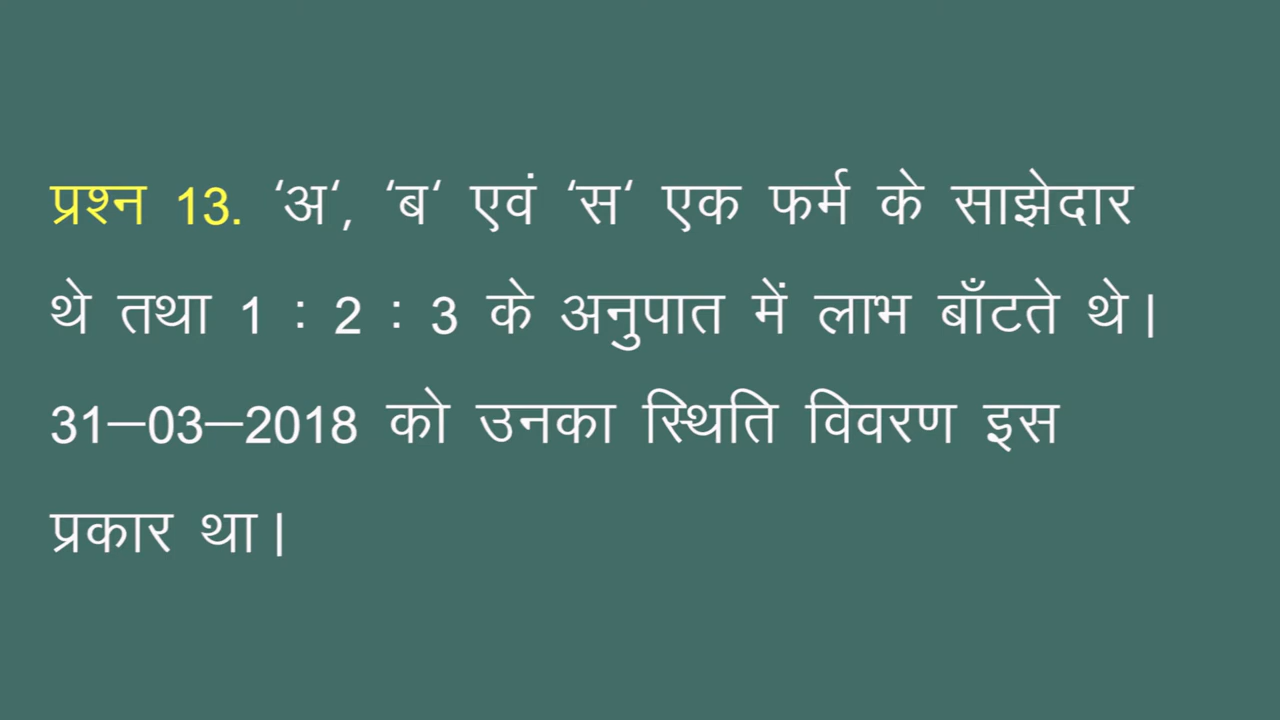 प्रश्न 13. ‘अ‘, ‘ब‘ एवं ‘स‘ एक फर्म के साझेदार
थे तथा 1 : 2 : 3 के अनुपात में लाभ बाँटते थे।
31–03–2018 को उनका स्थिति विवरण इस
प्रकार था।